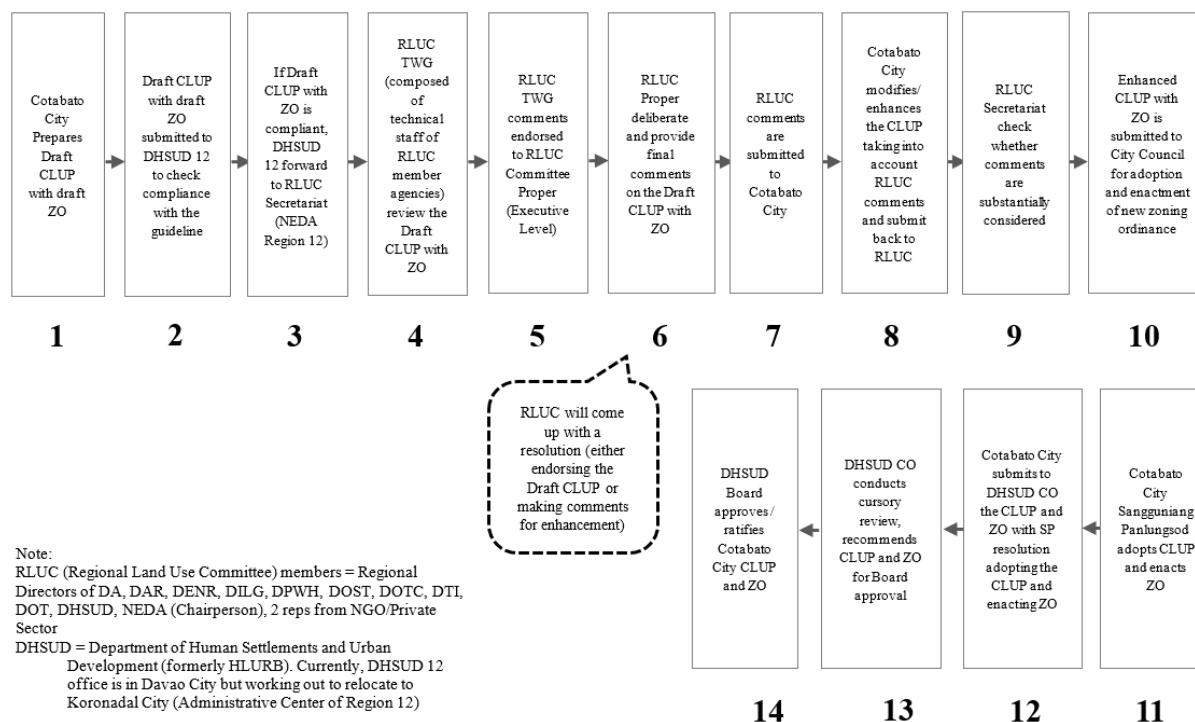 Cotabato
City
Prepares
Draft
CLUP
with draft
ZO
Draft CLUP
with draft
ZO
submitted to
DHSUD 12
to check
compliance
with the
guideline
If Draft
CLUP with
ZO is
compliant,
DHSUD
12 forward
to RLUC
Secretariat
(NEDA
Region 12)
RLUC
TWG
(composed
of
technical
staff of
RLUC
member
agencies)
review the
Draft
CLUP with
ZO
RLUC
TWG
comments
endorsed
to RLUC
Committee
Proper
(Executive
Level)
RLUC
Proper
deliberate
and provide
final
comments
on the Draft
CLUP with
ZO
RLUC
comments
are
submitted
to
Cotabato
City
Cotabato
City
modifies/
enhances
the CLUP
taking into
account
RLUC
comments
and submit
back to
RLUC
RLUC
Secretariat
check
whether
comments
are
substantially
considered
Enhanced
CLUP with
ZO is
submitted to
City Council
for adoption
and
enactment
of new zoning
ordinance
1
2
3
4
5
6
7
8
9
10
RLUC will come
up with a
resolution (either
endorsing the
Draft CLUP or
making comments
for enhancement)
DHSUD
Board
approves /
ratifies
Cotabato
City CLUP
and ZO
DHSUD CO
conducts
cursory
review,
recommends
CLUP and ZO
for Board
approval
Cotabato City
submits to
DHSUD CO
the CLUP and
ZO with SP
resolution
adopting the
CLUP and
enacting ZO
Cotabato
City
Sangguniang
Panlungsod
adopts CLUP
and enacts
ZO
14
13
12
11
Note:
RLUC (Regional Land Use Committee) members = Regional
Directors of DA, DAR, DENR, DILG, DPWH, DOST, DOTC, DTI,
DOT, DHSUD, NEDA (Chairperson), 2 reps from NGO/Private
Sector
DHSUD = Department of Human Settlements and Urban
Development (formerly HLURB). Currently, DHSUD 12
office is in Davao City but working out to relocate to
Koronadal City (Administrative Center of Region 12)